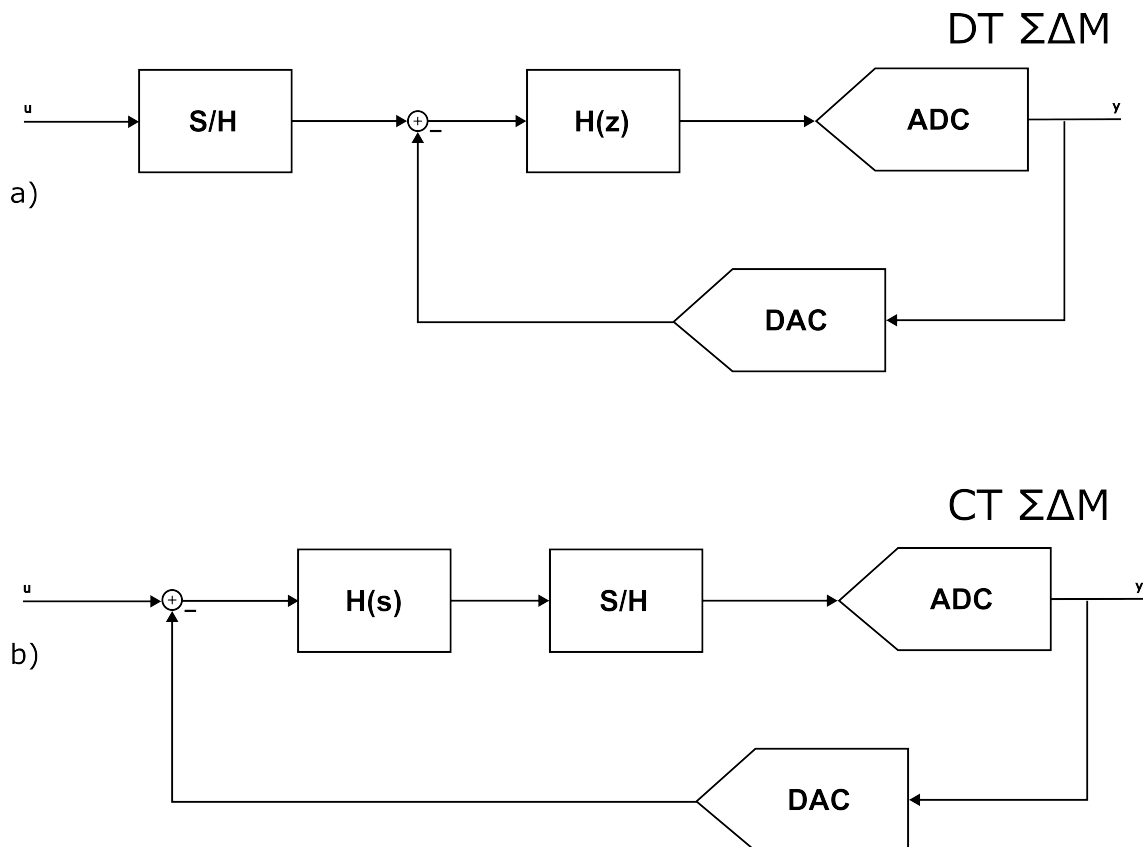 DT ΣΔM
u
S/H
+
−
H(z)
ADC
y
a)
DAC
CT ΣΔM
u
+
−
H(s)
S/H
ADC
y
b)
DAC